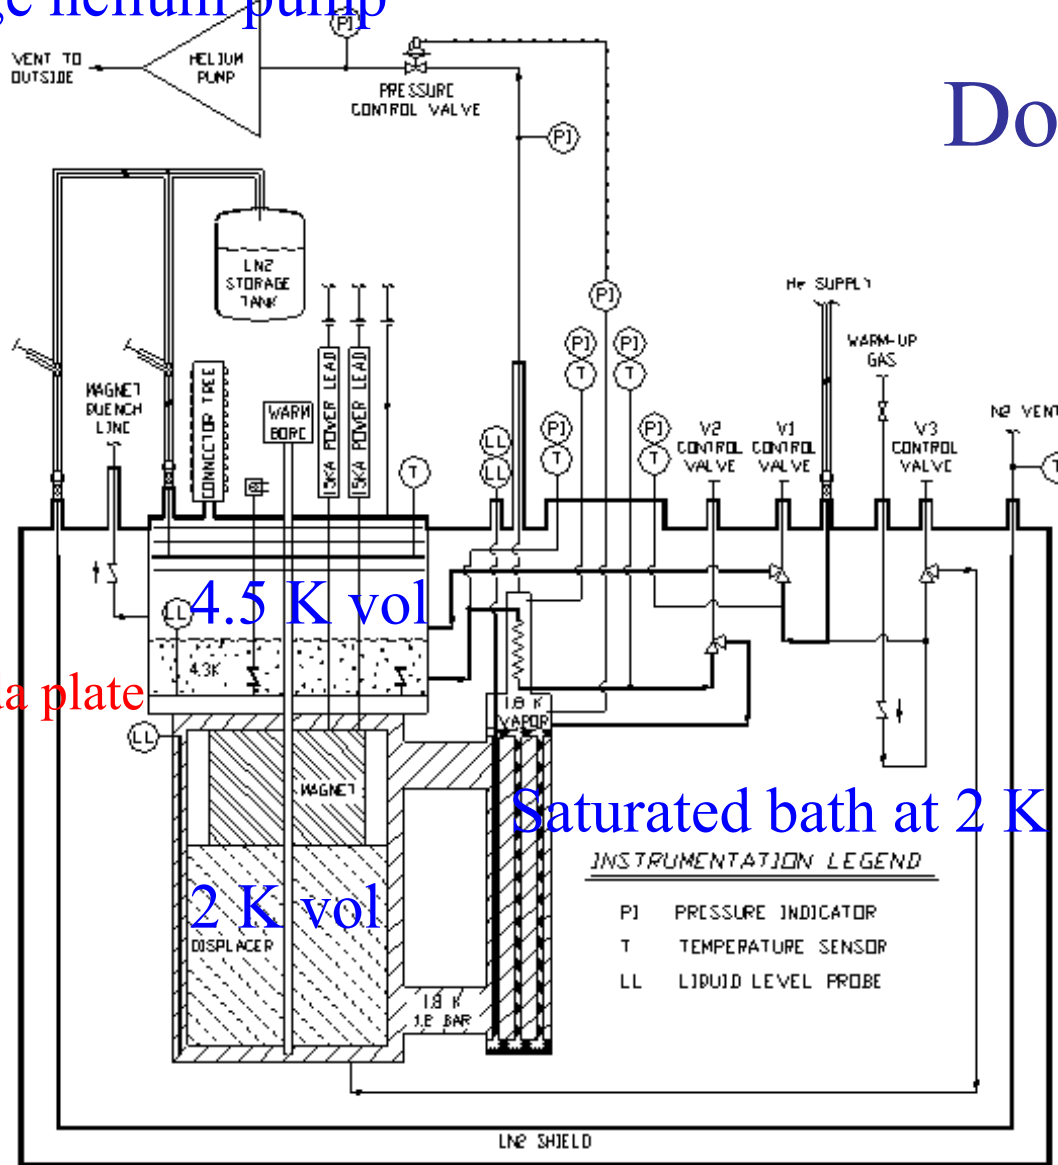 ge helium pump
Do
PI
VENT TO
OUTSIDE
HELIUM
PUMP
PRESSURE
CONTROL VALVE
PI
LN2
STORAGE
TANK
He SUPPLY
PI
WARM-UP
GAS
PI
T
PI
T
MAGNET
QUENCH
LINE
CONNECTOR TREE
WARM
BORE
15KA POWER LEAD
15KA POWER LEAD
N2 VENT
LL
LL
T
PI
T
PI
T
V2
CONTROL
VALVE
V1
CONTROL
VALVE
V3
CONTROL
VALVE
T
4.5 K vol
LL
4.3K
a plate
1.8 K
VAPOR
LL
MAGNET
Saturated bath at 2 K
INSTRUMENTATION LEGEND
2 K vol
PI PRESSURE INDICATOR
DISPLACER
T TEMPERATURE SENSOR
LL LIQUID LEVEL PROBE
1.8 K
1.2 BAR
LN2 SHIELD